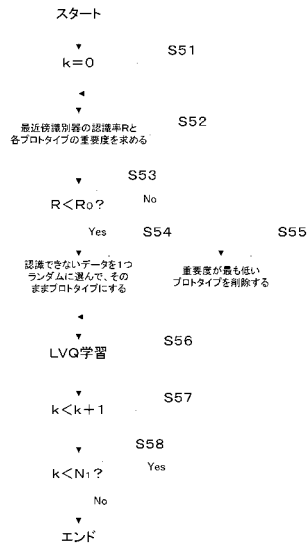 スタート
S51
k=0
S52
最近傍識別器の認識率Rと
各プロトタイプの重要度を求める
S53
R<R0?
No
Yes
S54
S55
認識できないデータを1つ
ランダムに選んで、その
ままプロトタイプにする
重要度が最も低い
プロトタイプを削除する
S56
LVQ学習
S57
k<k+1
S58
k<N1?
Yes
No
エンド